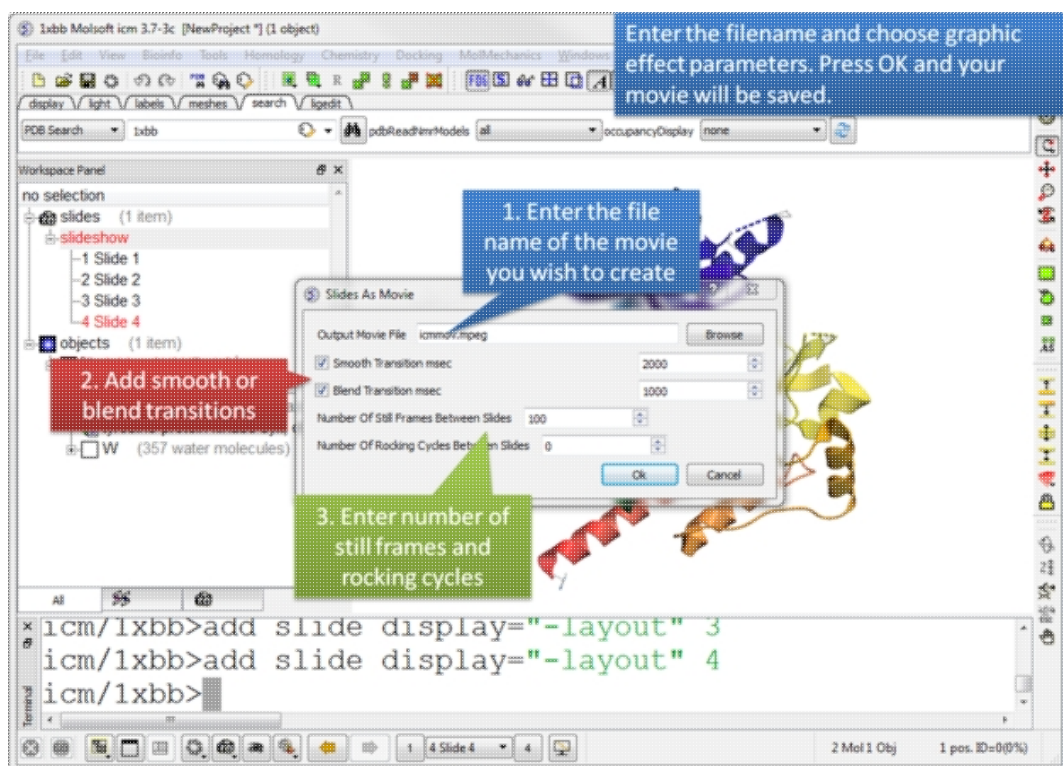 1xbb Molsoft icm 3.7-3c [NewProject *] (1 object)
Enter the filename and choose graphic
effect parameters. Press OK and your
movie will be saved.
File Edit View Bioinfo Tools Homology Chemistry Docking MolMechanics Windows
R FOG A
display light labels meshes search ligedit
PDB Search 1xbb pdbReadNmrModels all occupancyDisplay none
Workspace Panel
no selection
slides (1 item)
slideshow
1 Slide 1
2 Slide 2
3 Slide 3
4 Slide 4
objects (1 item)
W (357 water molecules)
1. Enter the file
name of the movie
you wish to create
Slides As Movie
Output Movie File icmmov.mpeg Browse
Smooth Transition msec 2000
Blend Transition msec 1000
Number Of Still Frames Between Slides 100
Number Of Rocking Cycles Between Slides 0
Ok Cancel
2. Add smooth or
blend transitions
3. Enter number of
still frames and
rocking cycles
All
icm/1xbb>add slide display="-layout" 3
icm/1xbb>add slide display="-layout" 4
icm/1xbb>
Terminal
1 4 Slide 4 4 2 Mol 1 Obj 1 pos. ID=0(0%)